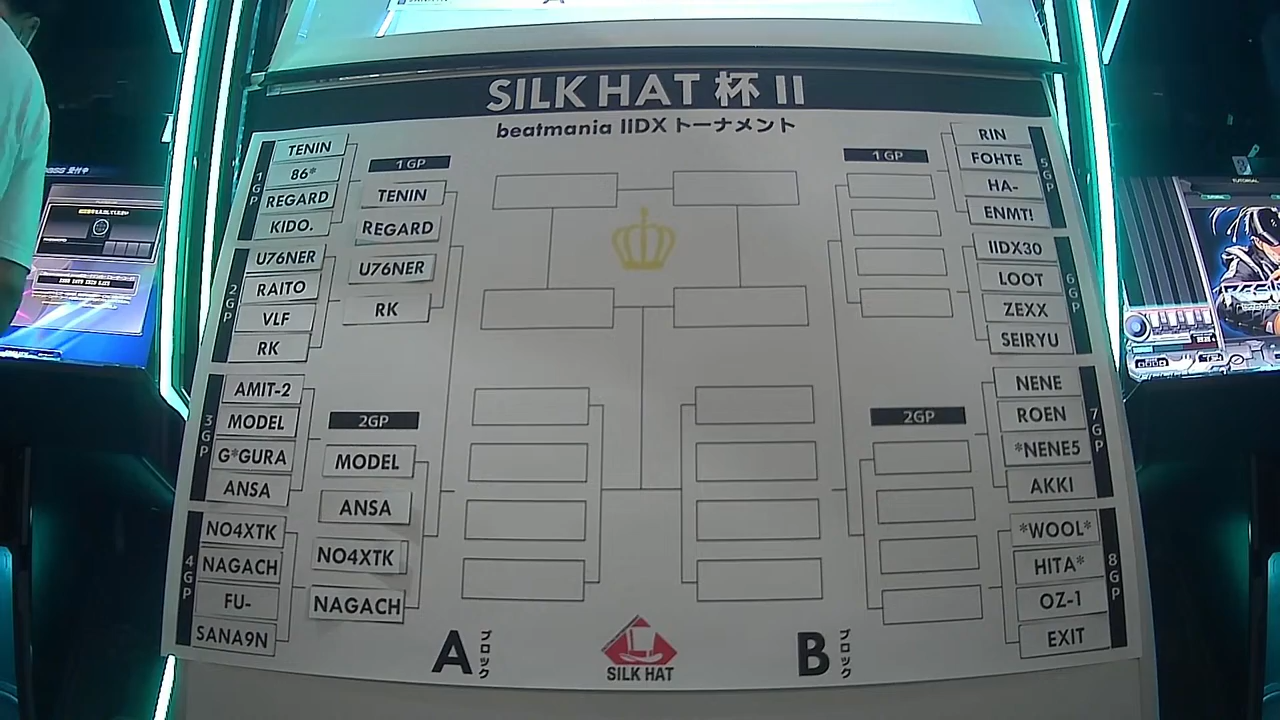 SILK HAT 杯 II
beatmania IIDX トーナメント
1GP
TENIN
86*
REGARD
KIDO.
2GP
U76NER
RAITO
VLF
RK
3GP
AMIT-2
MODEL
G*GURA
ANSA
4GP
NO4XTK
NAGACH
FU-
SANA9N
1GP
TENIN
REGARD
U76NER
RK
2GP
MODEL
ANSA
NO4XTK
NAGACH
A ブロック
SILK HAT
B ブロック
1GP
2GP
5GP
RIN
FOHTE
HA-
ENMT!
6GP
IIDX30
LOOT
ZEXX
SEIRYU
7GP
NENE
ROEN
*NENE5
AKKI
8GP
*WOOL*
HITA*
OZ-1
EXIT
TUTORIAL